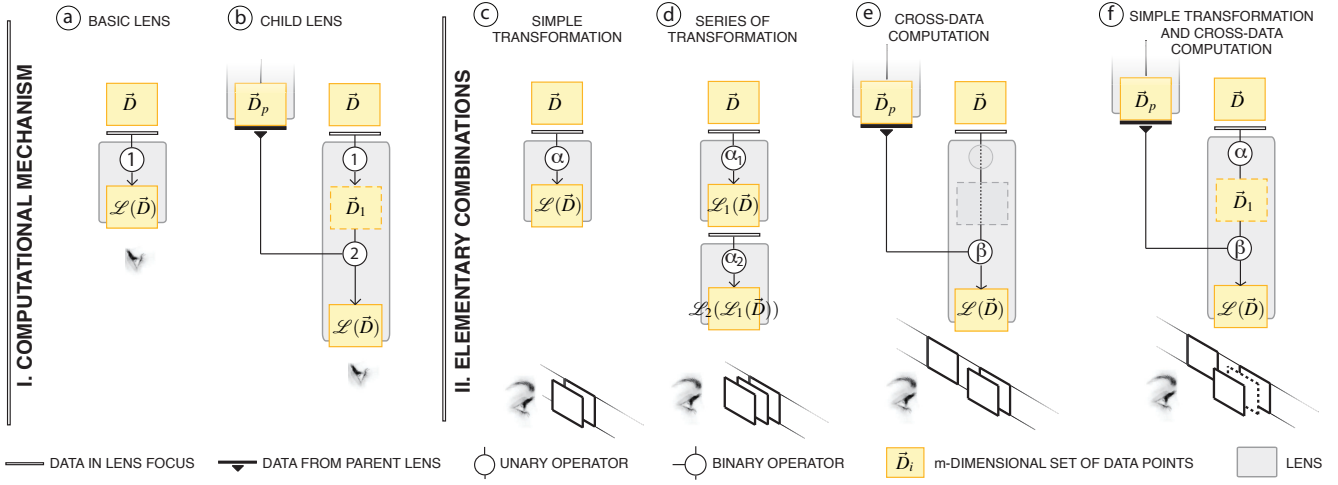 I. COMPUTATIONAL MECHANISM
a BASIC LENS
D⃗
1
ℒ(D⃗)
b CHILD LENS
D⃗p
D⃗
1
D⃗1
2
ℒ(D⃗)
II. ELEMENTARY COMBINATIONS
c SIMPLE
TRANSFORMATION
D⃗
α
ℒ(D⃗)
d SERIES OF
TRANSFORMATION
D⃗
α1
ℒ1(D⃗)
α2
ℒ2(ℒ1(D⃗))
e CROSS-DATA
COMPUTATION
D⃗p
D⃗
β
ℒ(D⃗)
f SIMPLE TRANSFORMATION
AND CROSS-DATA
COMPUTATION
D⃗p
D⃗
α
D⃗1
β
ℒ(D⃗)
DATA IN LENS FOCUS
DATA FROM PARENT LENS
UNARY OPERATOR
BINARY OPERATOR
D⃗i
m-DIMENSIONAL SET OF DATA POINTS
LENS